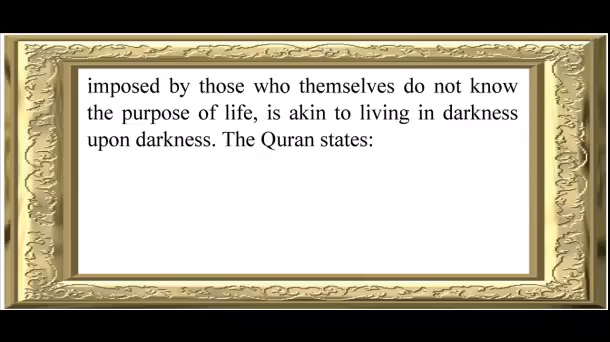 imposed by those who themselves do not know
the purpose of life, is akin to living in darkness
upon darkness. The Quran states: